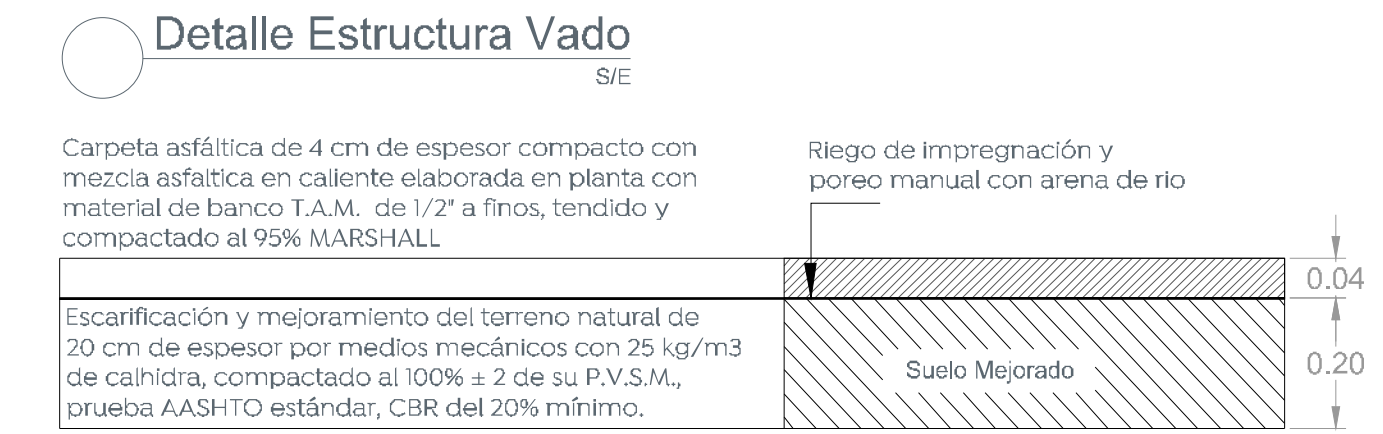 Detalle Estructura Vado
S/E
Carpeta asfáltica de 4 cm de espesor compacto con
mezcla asfaltica en caliente elaborada en planta con
material de banco T.A.M. de 1/2" a finos, tendido y
compactado al 95% MARSHALL
Riego de impregnación y
poreo manual con arena de rio
0.04
Escarificación y mejoramiento del terreno natural de
20 cm de espesor por medios mecánicos con 25 kg/m3
de calhidra, compactado al 100% ± 2 de su P.V.S.M.,
prueba AASHTO estándar, CBR del 20% mínimo.
Suelo Mejorado
0.20